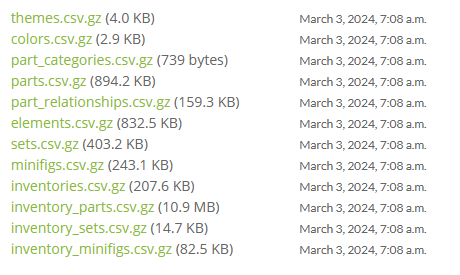 themes.csv.gz (4.0 KB) March 3, 2024, 7:08 a.m.
colors.csv.gz (2.9 KB) March 3, 2024, 7:08 a.m.
part_categories.csv.gz (739 bytes) March 3, 2024, 7:08 a.m.
parts.csv.gz (894.2 KB) March 3, 2024, 7:08 a.m.
part_relationships.csv.gz (159.3 KB) March 3, 2024, 7:08 a.m.
elements.csv.gz (832.5 KB) March 3, 2024, 7:08 a.m.
sets.csv.gz (403.2 KB) March 3, 2024, 7:08 a.m.
minifigs.csv.gz (243.1 KB) March 3, 2024, 7:08 a.m.
inventories.csv.gz (207.6 KB) March 3, 2024, 7:08 a.m.
inventory_parts.csv.gz (10.9 MB) March 3, 2024, 7:08 a.m.
inventory_sets.csv.gz (14.7 KB) March 3, 2024, 7:08 a.m.
inventory_minifigs.csv.gz (82.5 KB) March 3, 2024, 7:08 a.m.